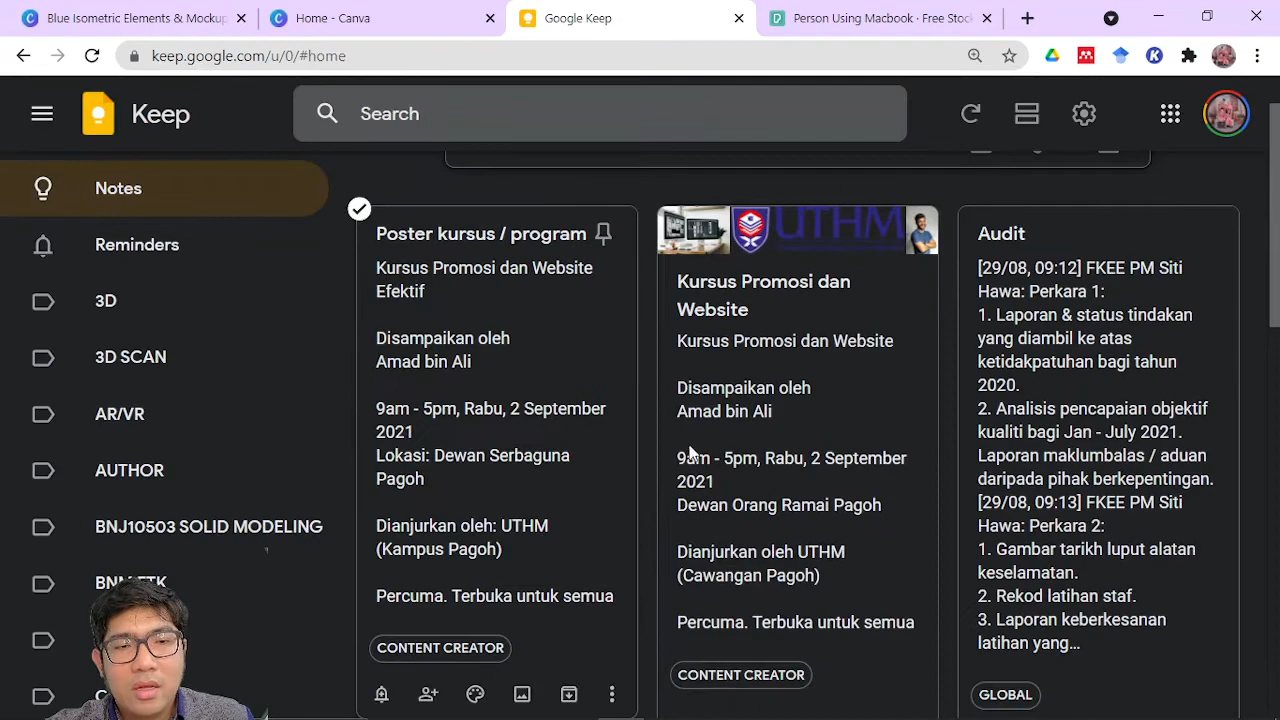 Blue Isometric Elements & Mockup
Home - Canva
Google Keep
Person Using Macbook · Free Stock
keep.google.com/u/0/#home
Keep
Search
Notes
Reminders
3D
3D SCAN
AR/VR
AUTHOR
BNJ10503 SOLID MODELING
Poster kursus / program
Kursus Promosi dan Website
Efektif
Disampaikan oleh
Amad bin Ali
9am - 5pm, Rabu, 2 September
2021
Lokasi: Dewan Serbaguna
Pagoh
Dianjurkan oleh: UTHM
(Kampus Pagoh)
Percuma. Terbuka untuk semua
CONTENT CREATOR
UTHM
Kursus Promosi dan
Website
Kursus Promosi dan Website
Disampaikan oleh
Amad bin Ali
9am - 5pm, Rabu, 2 September
2021
Dewan Orang Ramai Pagoh
Dianjurkan oleh UTHM
(Cawangan Pagoh)
Percuma. Terbuka untuk semua
CONTENT CREATOR
Audit
[29/08, 09:12] FKEE PM Siti
Hawa: Perkara 1:
1. Laporan & status tindakan
yang diambil ke atas
ketidakpatuhan bagi tahun
2020.
2. Analisis pencapaian objektif
kualiti bagi Jan - July 2021.
Laporan maklumbalas / aduan
daripada pihak berkepentingan.
[29/08, 09:13] FKEE PM Siti
Hawa: Perkara 2:
1. Gambar tarikh luput alatan
keselamatan.
2. Rekod latihan staf.
3. Laporan keberkesanan
latihan yang…
GLOBAL